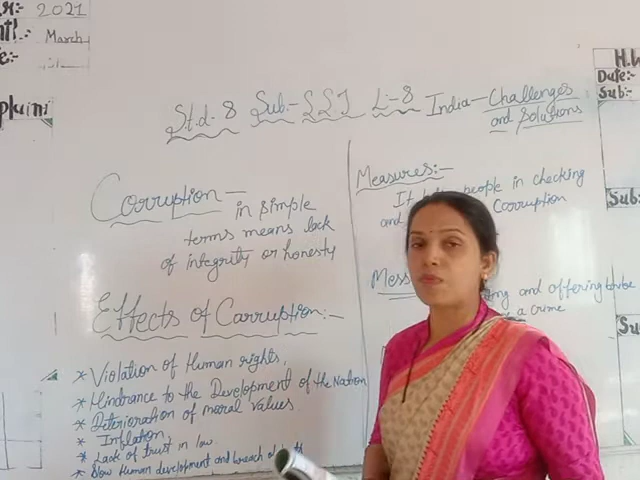 2021
March
Std:- 8 Sub:- SST L:-8 India- Challenges
and Solutions
Corruption -
in simple
terms means lack
of integrity or honesty
Effects of Carruption:-
* Violation of Human rights.
* Hindrance to the Development of the Nation
* Deterioration of moral values.
* Inflation
* Lack of trust in law.
* Slow Human development and breach of
Measures:-
It people in checking
and Corruption
Mess
and offering bribe
a crime
H.W
Date:-
Sub:-
Sub:
Su